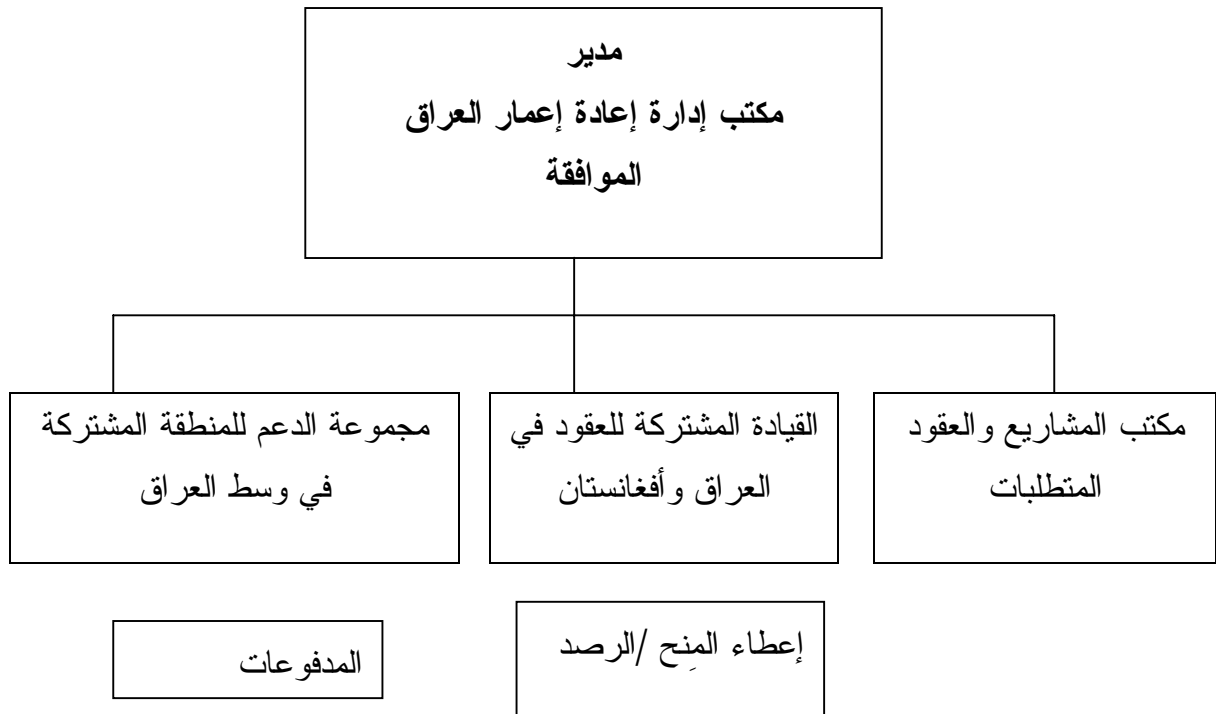 مدير
مكتب إدارة إعادة إعمار العراق
الموافقة
مكتب المشاريع والعقود
المتطلبات
القيادة المشتركة للعقود في
العراق وأفغانستان
مجموعة الدعم للمنطقة المشتركة
في وسط العراق
إعطاء المِنح /الرصد
المدفوعات